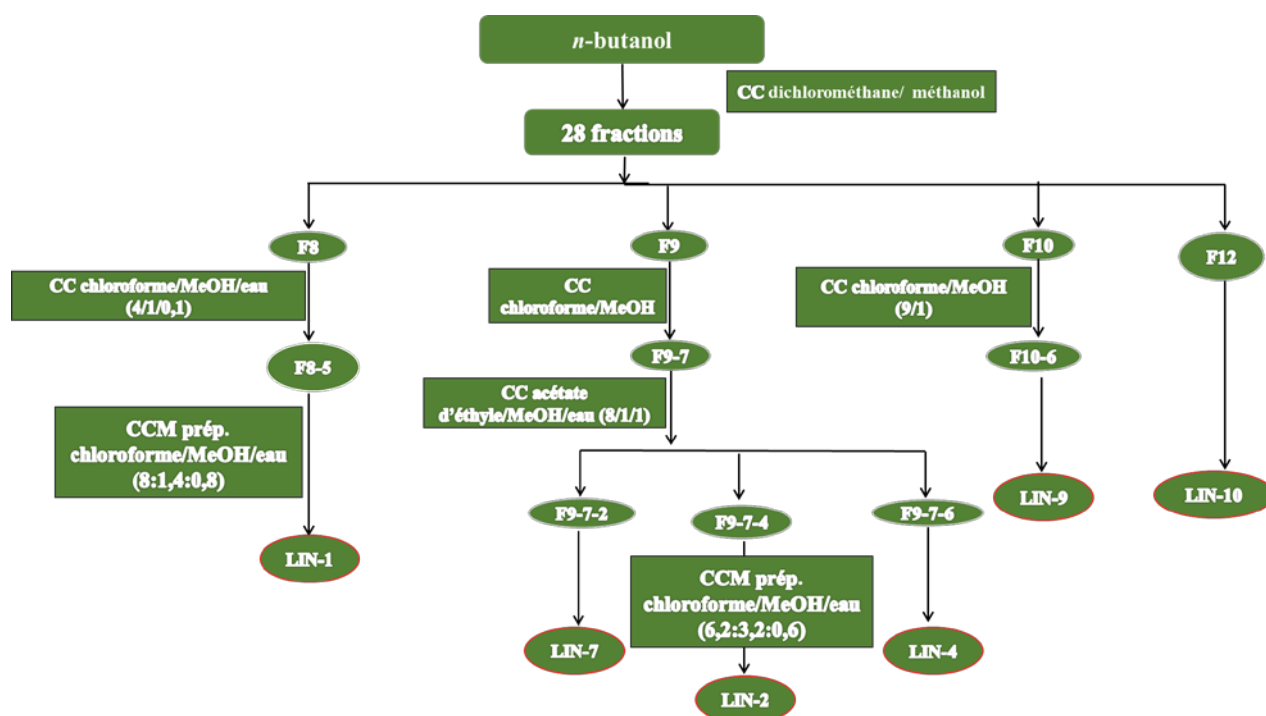 n-butanol
CC dichlorométhane/ méthanol
28 fractions
F8
F9
F10
F12
CC chloroforme/MeOH/eau
(4/1/0,1)
CC
chloroforme/MeOH
CC chloroforme/MeOH
(9/1)
F8-5
F9-7
F10-6
CC acétate
d'éthyle/MeOH/eau (8/1/1)
CCM prép.
chloroforme/MeOH/eau
(8:1,4:0,8)
LIN-9
LIN-10
F9-7-2
F9-7-4
F9-7-6
LIN-1
CCM prép.
chloroforme/MeOH/eau
(6,2:3,2:0,6)
LIN-7
LIN-4
LIN-2